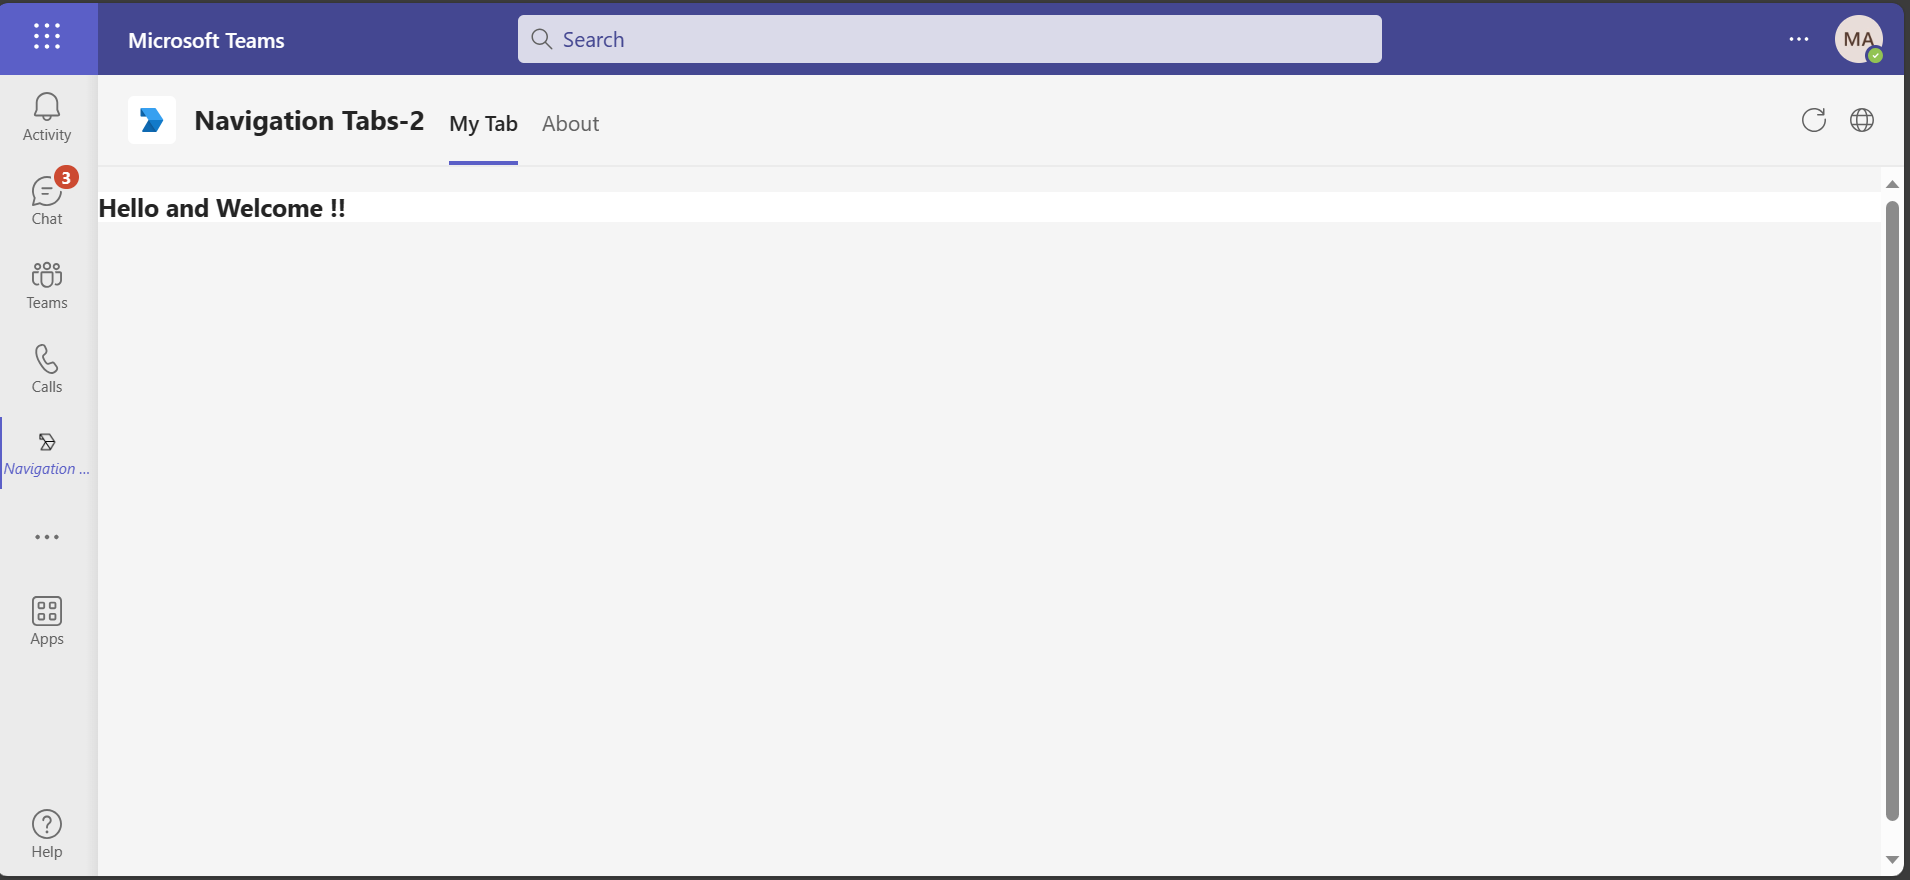 Microsoft Teams
Search
MA
Activity
3
Chat
Teams
Calls
Navigation ...
Apps
Help
Navigation Tabs-2 My Tab About
Hello and Welcome !!